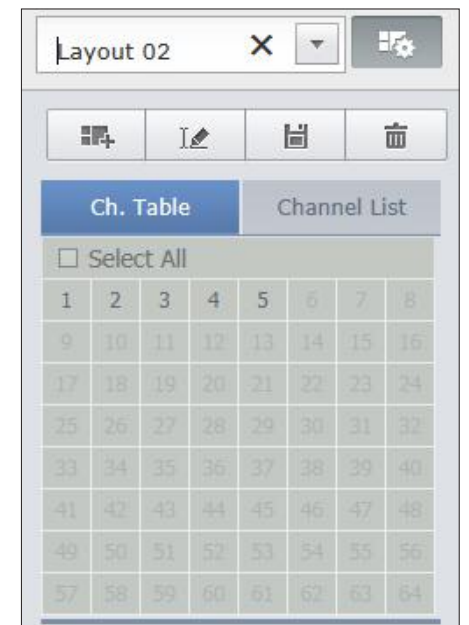 Layout 02
Ch. Table Channel List
Select All
1 2 3 4 5 6 7 8
9 10 11 12 13 14 15 16
17 18 19 20 21 22 23 24
25 26 27 28 29 30 31 32
33 34 35 36 37 38 39 40
41 42 43 44 45 46 47 48
49 50 51 52 53 54 55 56
57 58 59 60 61 62 63 64